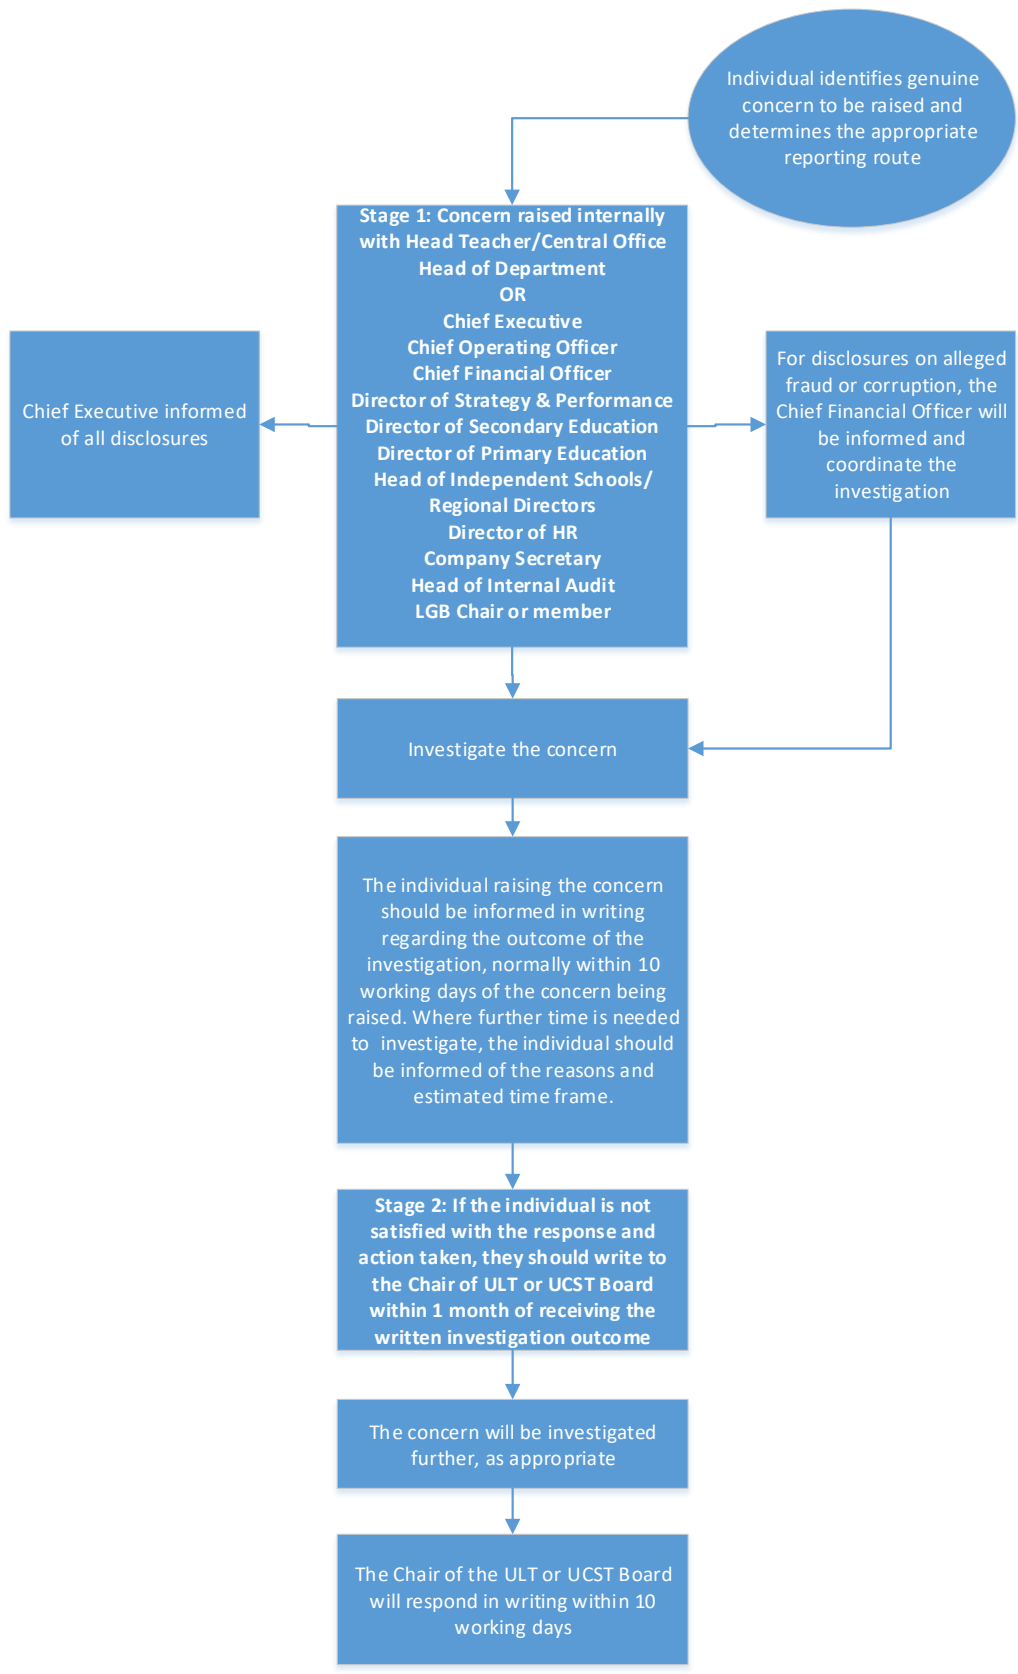 Individual identifies genuine
concern to be raised and
determines the appropriate
reporting route
Stage 1: Concern raised internally
with Head Teacher/Central Office
Head of Department
OR
Chief Executive
Chief Operating Officer
Chief Financial Officer
Director of Strategy & Performance
Director of Secondary Education
Director of Primary Education
Head of Independent Schools/
Regional Directors
Director of HR
Company Secretary
Head of Internal Audit
LGB Chair or member
Chief Executive informed
of all disclosures
For disclosures on alleged
fraud or corruption, the
Chief Financial Officer will
be informed and
coordinate the
investigation
Investigate the concern
The individual raising the concern
should be informed in writing
regarding the outcome of the
investigation, normally within 10
working days of the concern being
raised. Where further time is needed
to investigate, the individual should
be informed of the reasons and
estimated time frame.
Stage 2: If the individual is not
satisfied with the response and
action taken, they should write to
the Chair of ULT or UCST Board
within 1 month of receiving the
written investigation outcome
The concern will be investigated
further, as appropriate
The Chair of the ULT or UCST Board
will respond in writing within 10
working days